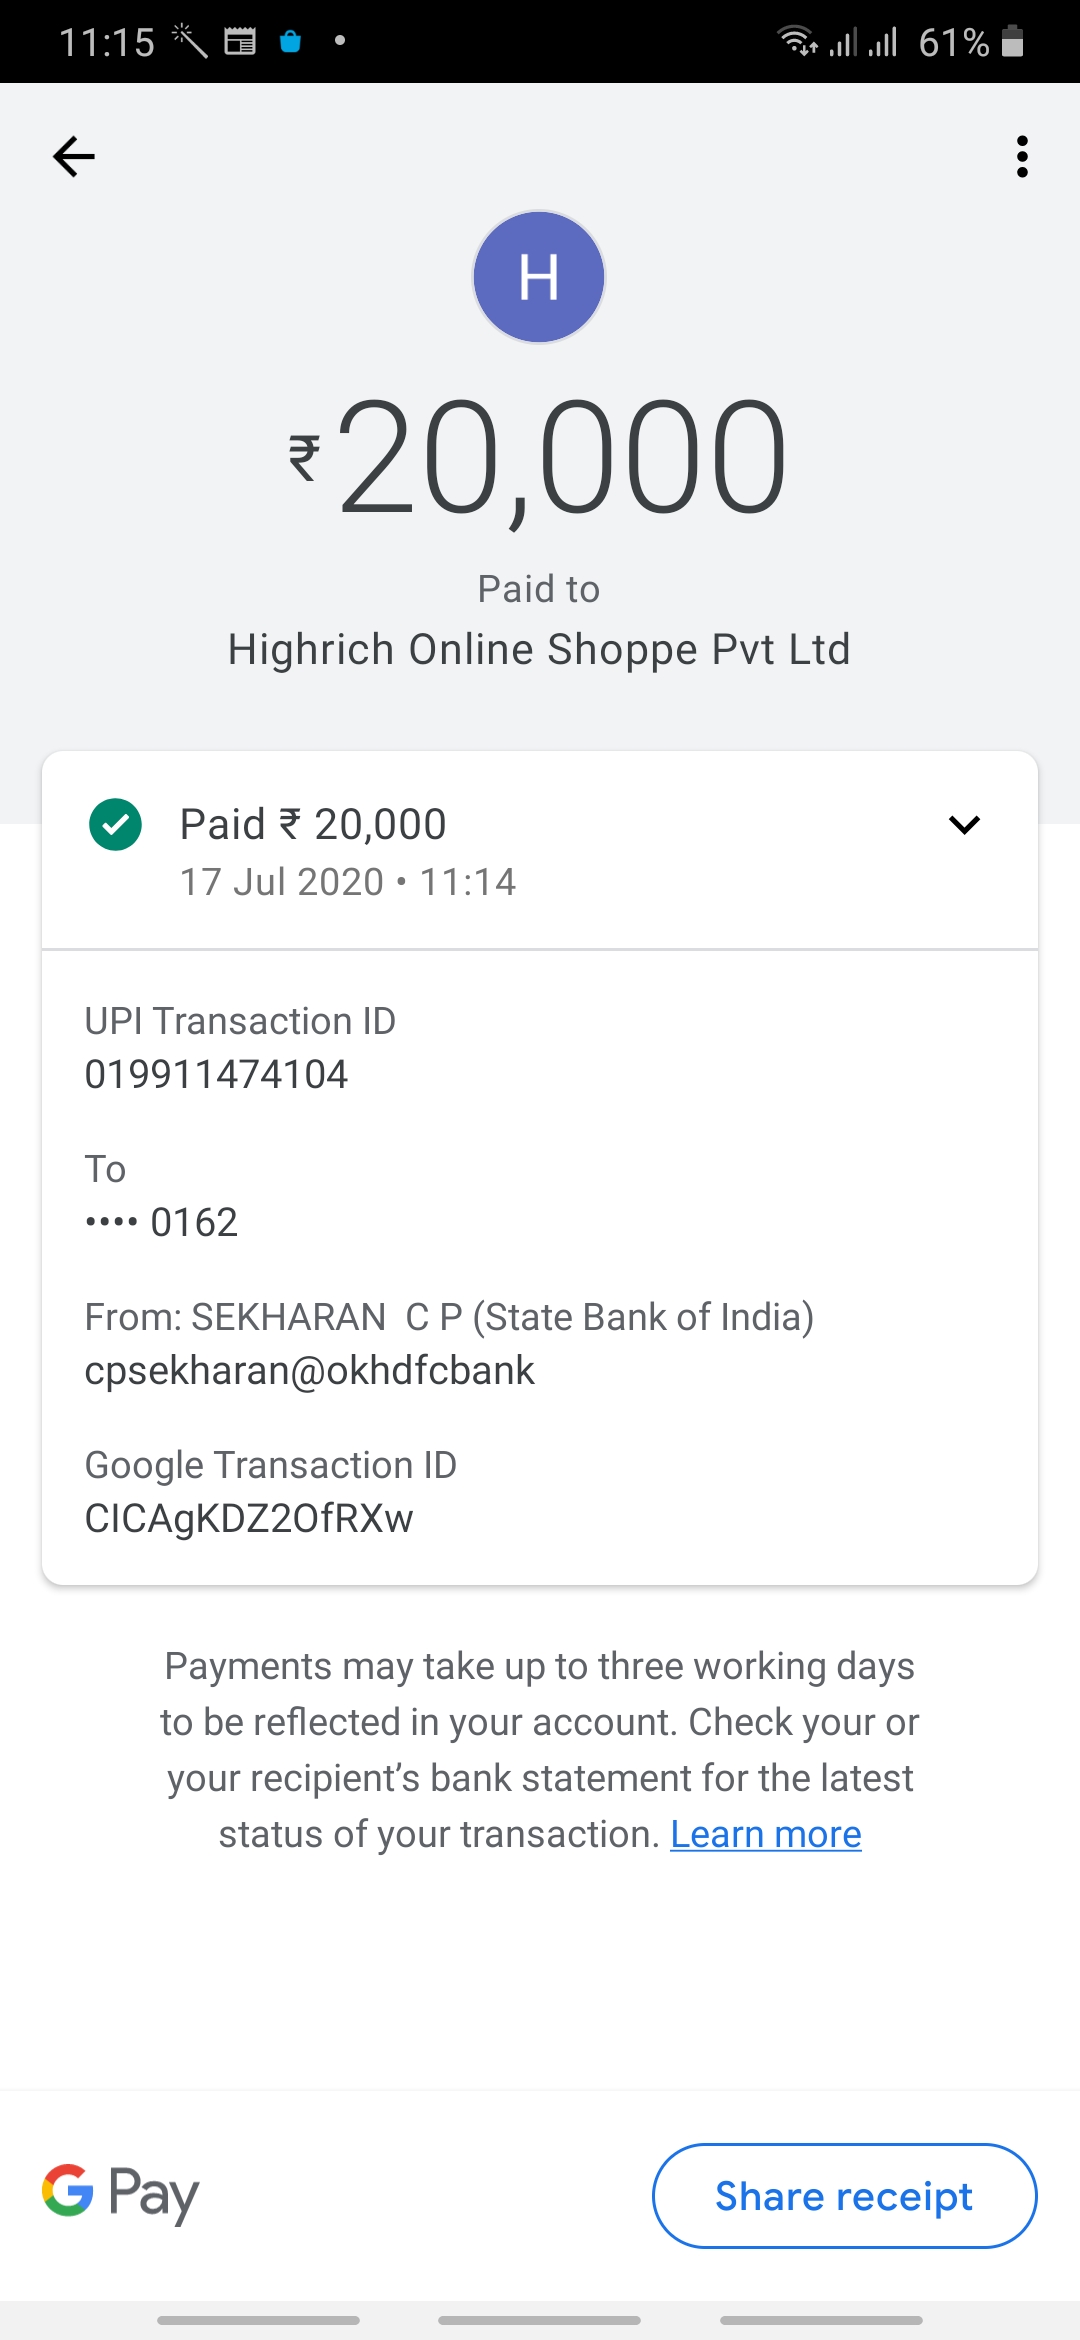 11:15
61%
H
₹20,000
Paid to
Highrich Online Shoppe Pvt Ltd
Paid ₹ 20,000
17 Jul 2020 • 11:14
UPI Transaction ID
019911474104
To
•••• 0162
From: SEKHARAN  C P (State Bank of India)
cpsekharan@okhdfcbank
Google Transaction ID
CICAgKDZ2OfRXw
Payments may take up to three working days
to be reflected in your account. Check your or
your recipient’s bank statement for the latest
status of your transaction. Learn more
G Pay
Share receipt